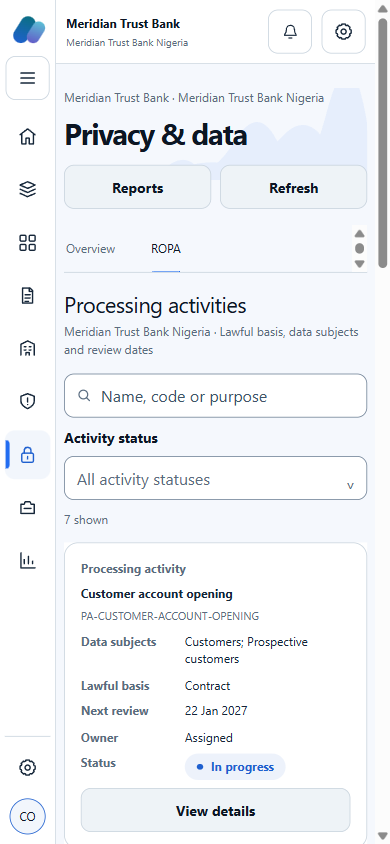 Meridian Trust Bank
Meridian Trust Bank Nigeria
Meridian Trust Bank · Meridian Trust Bank Nigeria
Privacy & data
Reports
Refresh
Overview
ROPA
Processing activities
Meridian Trust Bank Nigeria · Lawful basis, data subjects
and review dates
Name, code or purpose
Activity status
All activity statuses
7 shown
Processing activity
Customer account opening
PA-CUSTOMER-ACCOUNT-OPENING
Data subjects Customers; Prospective
customers
Lawful basis Contract
Next review 22 Jan 2027
Owner Assigned
Status In progress
View details
CO